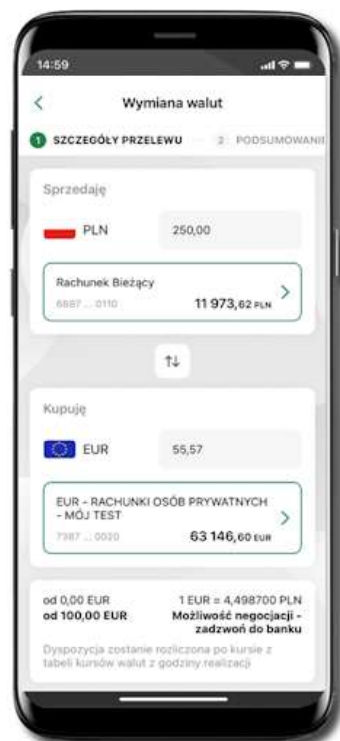 14:59
Wymiana walut
1 SZCZEGÓŁY PRZELEWU 2 PODSUMOWANIE
Sprzedaję
PLN 250,00
Rachunek Bieżący
6887 ... 0110 11 973,62 PLN
Kupuję
EUR 55,57
EUR - RACHUNKI OSÓB PRYWATNYCH
- MÓJ TEST
7387 ... 0020 63 146,60 EUR
od 0,00 EUR 1 EUR = 4,498700 PLN
od 100,00 EUR Możliwość negocjacji -
zadzwoń do banku
Dyspozycja zostanie rozliczona po kursie z
tabeli kursów walut z godziny realizacji